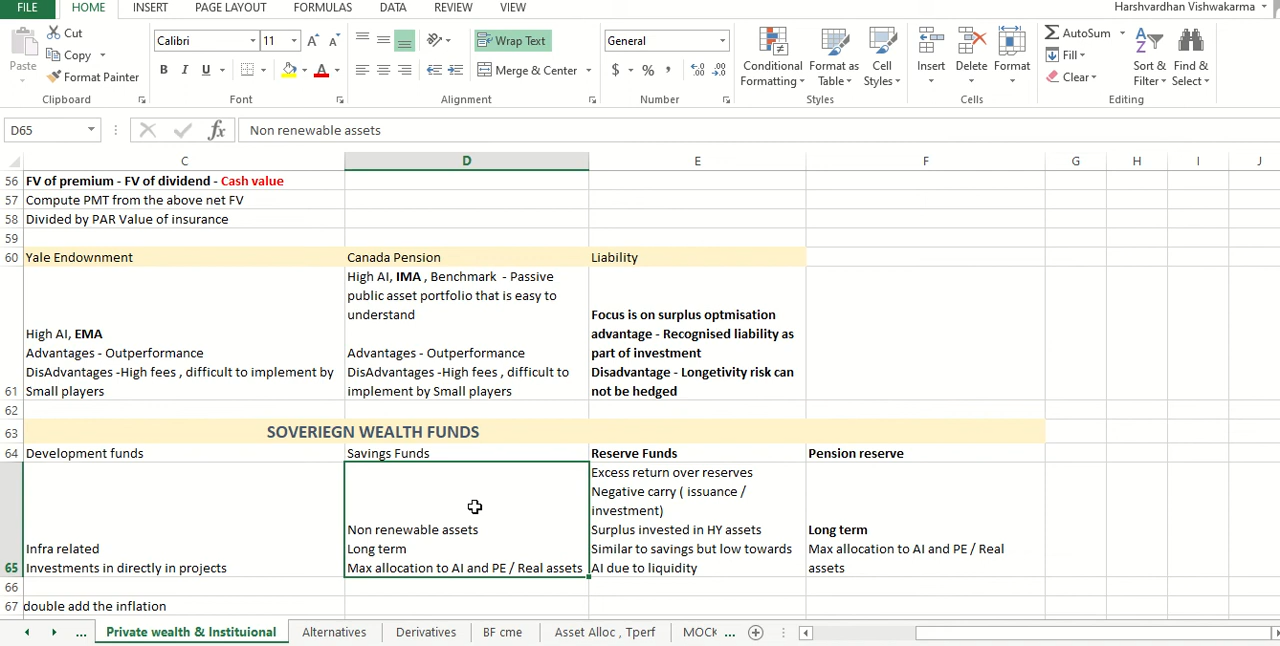 FILE HOME INSERT PAGE LAYOUT FORMULAS DATA REVIEW VIEW Harshvardhan Vishwakarma
Paste
Cut
Copy
Format Painter
Clipboard
Calibri 11
B I U
Font
Wrap Text
Merge & Center
Alignment
General
$ % ,
Number
Conditional Formatting
Format as Table
Cell Styles
Styles
Insert Delete Format
Cells
AutoSum
Fill
Clear
Sort & Filter
Find & Select
Editing
D65 fx Non renewable assets
C D E F G H I J
56 FV of premium - FV of dividend - Cash value
57 Compute PMT from the above net FV
58 Divided by PAR Value of insurance
59
60 Yale Endownment Canada Pension Liability
61
High AI, EMA
Advantages - Outperformance
DisAdvantages -High fees , difficult to implement by
Small players
High AI, IMA , Benchmark - Passive
public asset portfolio that is easy to
understand
Advantages - Outperformance
DisAdvantages -High fees , difficult to
implement by Small players
Focus is on surplus optmisation
advantage - Recognised liability as
part of investment
Disadvantage - Longetivity risk can
not be hedged
62
63 SOVERIEGN WEALTH FUNDS
64 Development funds Savings Funds Reserve Funds Pension reserve
65
Infra related
Investments in directly in projects
Non renewable assets
Long term
Max allocation to AI and PE / Real assets
Excess return over reserves
Negative carry ( issuance /
investment)
Surplus invested in HY assets
Similar to savings but low towards
AI due to liquidity
Long term
Max allocation to AI and PE / Real
assets
66
67 double add the inflation
... Private wealth & Instituional Alternatives Derivatives BF cme Asset Alloc , Tperf MOCK ...